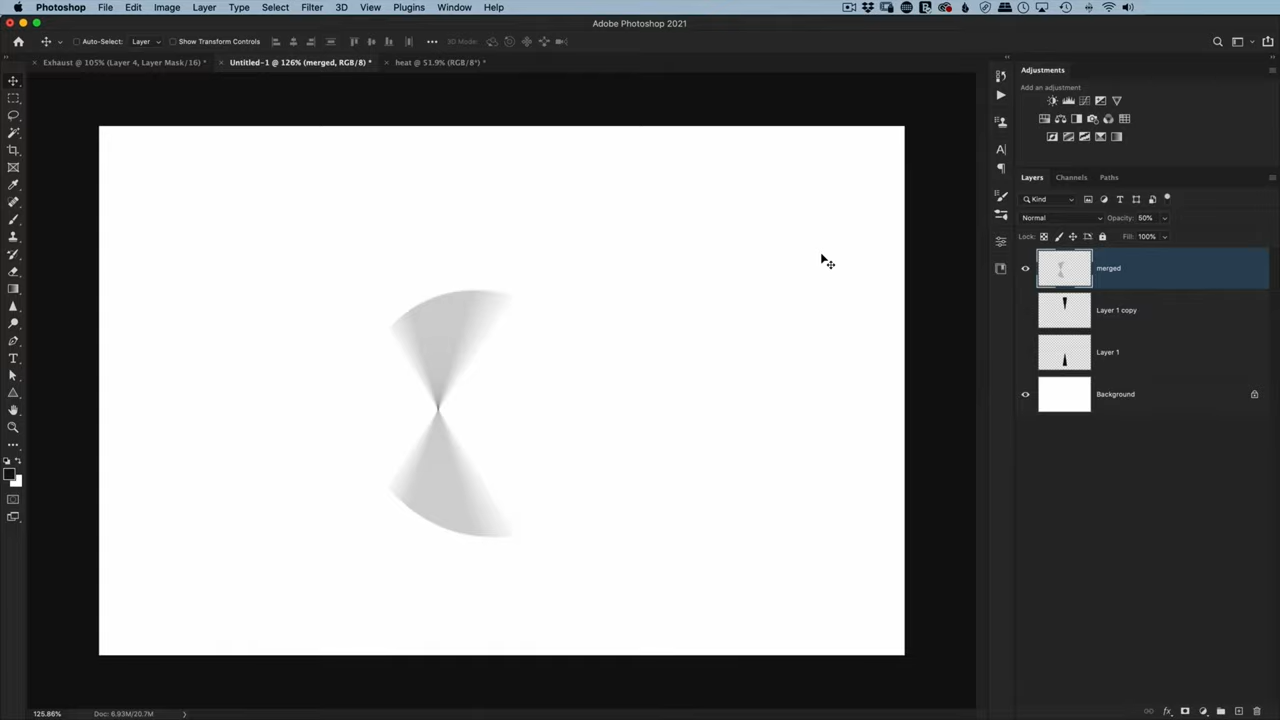 Photoshop File Edit Image Layer Type Select Filter 3D View Plugins Window Help
Adobe Photoshop 2021
Auto-Select: Layer Show Transform Controls 3D Mode:
Exhaust @ 105% (Layer 4, Layer Mask/16) * Untitled-1 @ 126% (merged, RGB/8) * heat @ 51.9% (RGB/8*) *
Adjustments
Add an adjustment
Layers Channels Paths
Kind
Normal Opacity: 50%
Lock: Fill: 100%
merged
Layer 1 copy
Layer 1
Background
125.86% Doc: 6.93M/20.7M